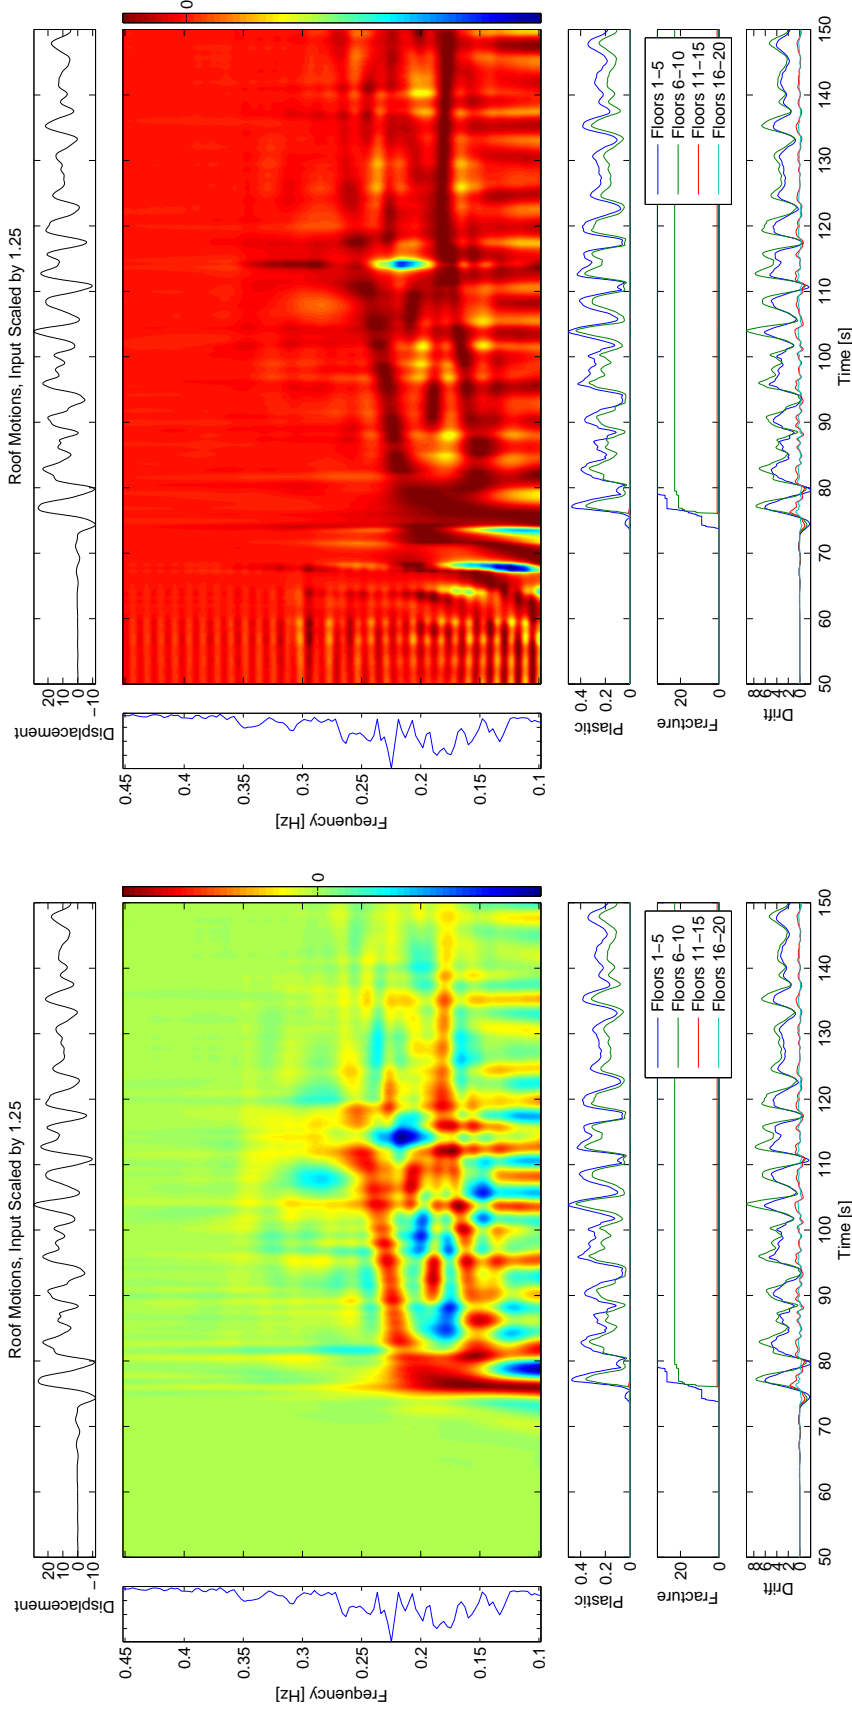 Roof Motions, Input Scaled by 1.25
Displacement
20
10
0
−10
0
Frequency [Hz]
0.45
0.4
0.35
0.3
0.25
0.2
0.15
0.1
Plastic
0.4
0.2
0
Fracture
20
0
Floors 1−5
Floors 6−10
Floors 11−15
Floors 16−20
Drift
8
6
4
2
0
50 60 70 80 90 100 110 120 130 140 150
Time [s]
Roof Motions, Input Scaled by 1.25
Displacement
20
10
0
−10
0
Frequency [Hz]
0.45
0.4
0.35
0.3
0.25
0.2
0.15
0.1
Plastic
0.4
0.2
0
Fracture
20
0
Floors 1−5
Floors 6−10
Floors 11−15
Floors 16−20
Drift
8
6
4
2
0
50 60 70 80 90 100 110 120 130 140 150
Time [s]